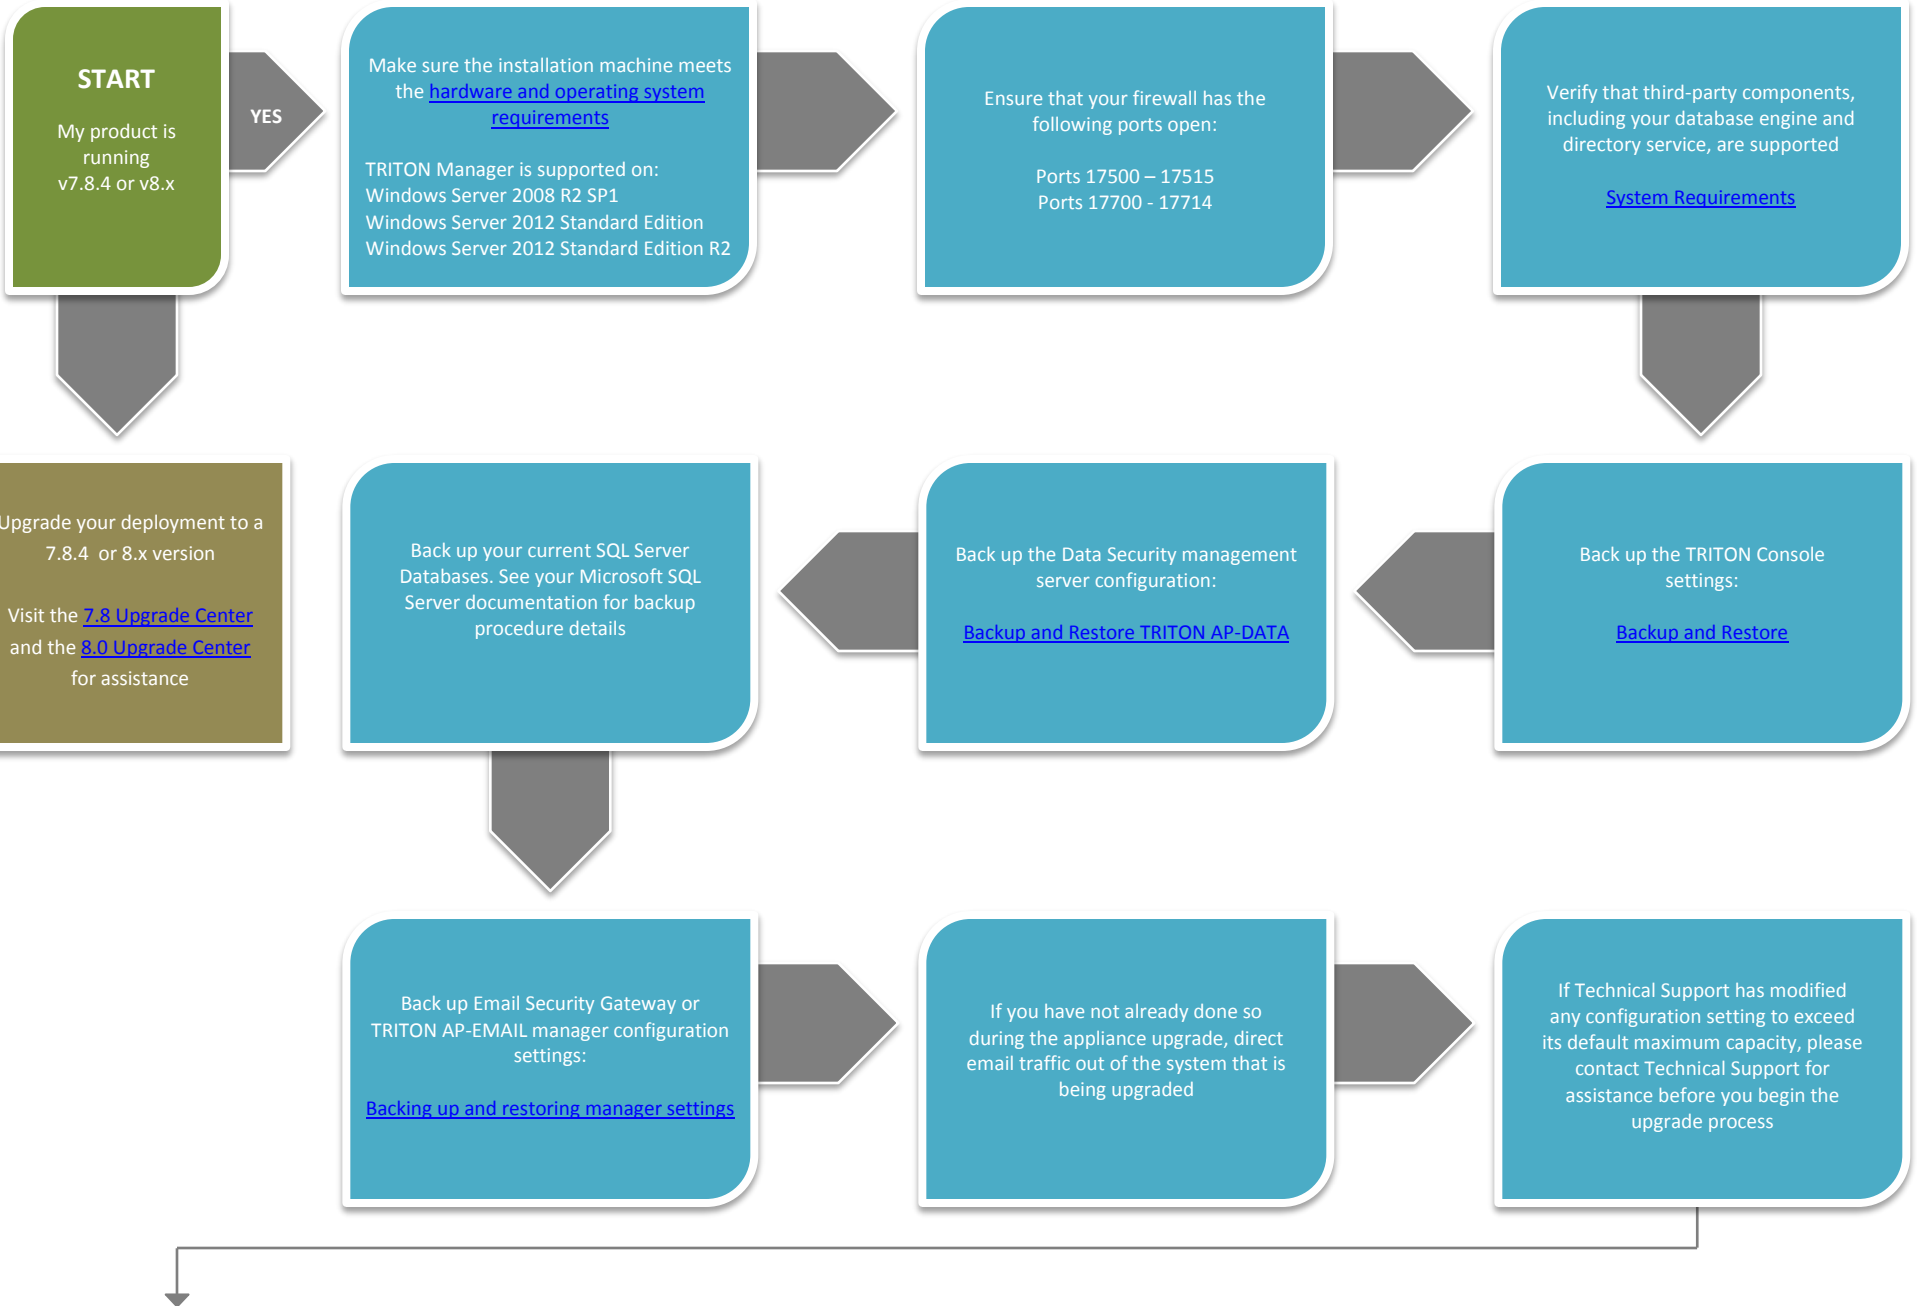 START
My product is
running
v7.8.4 or v8.x
YES
Make sure the installation machine meets
the hardware and operating system
requirements
TRITON Manager is supported on:
Windows Server 2008 R2 SP1
Windows Server 2012 Standard Edition
Windows Server 2012 Standard Edition R2
Ensure that your firewall has the
following ports open:
Ports 17500 – 17515
Ports 17700 - 17714
Verify that third-party components,
including your database engine and
directory service, are supported
System Requirements
Upgrade your deployment to a
7.8.4 or 8.x version
Visit the 7.8 Upgrade Center
and the 8.0 Upgrade Center
for assistance
Back up your current SQL Server
Databases. See your Microsoft SQL
Server documentation for backup
procedure details
Back up the Data Security management
server configuration:
Backup and Restore TRITON AP-DATA
Back up the TRITON Console
settings:
Backup and Restore
Back up Email Security Gateway or
TRITON AP-EMAIL manager configuration
settings:
Backing up and restoring manager settings
If you have not already done so
during the appliance upgrade, direct
email traffic out of the system that is
being upgraded
If Technical Support has modified
any configuration setting to exceed
its default maximum capacity, please
contact Technical Support for
assistance before you begin the
upgrade process